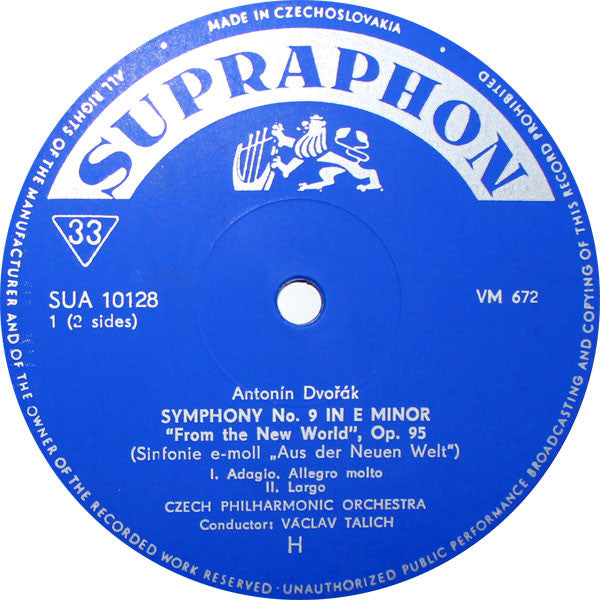 MADE IN CZECHOSLOVAKIA
ALL RIGHTS OF THE MANUFACTURER AND OF THE OWNER OF THE RECORDED WORK RESERVED · UNAUTHORIZED PUBLIC PERFORMANCE BROADCASTING AND COPYING OF THIS RECORD PROHIBITED
SUPRAPHON
33
SUA 10128
1 (2 sides)
VM 672
Antonín Dvořák
SYMPHONY No. 9 IN E MINOR
“From the New World”, Op. 95
(Sinfonie e-moll „Aus der Neuen Welt“)
I. Adagio. Allegro molto
II. Largo
CZECH PHILHARMONIC ORCHESTRA
Conductor: VÁCLAV TALICH
H